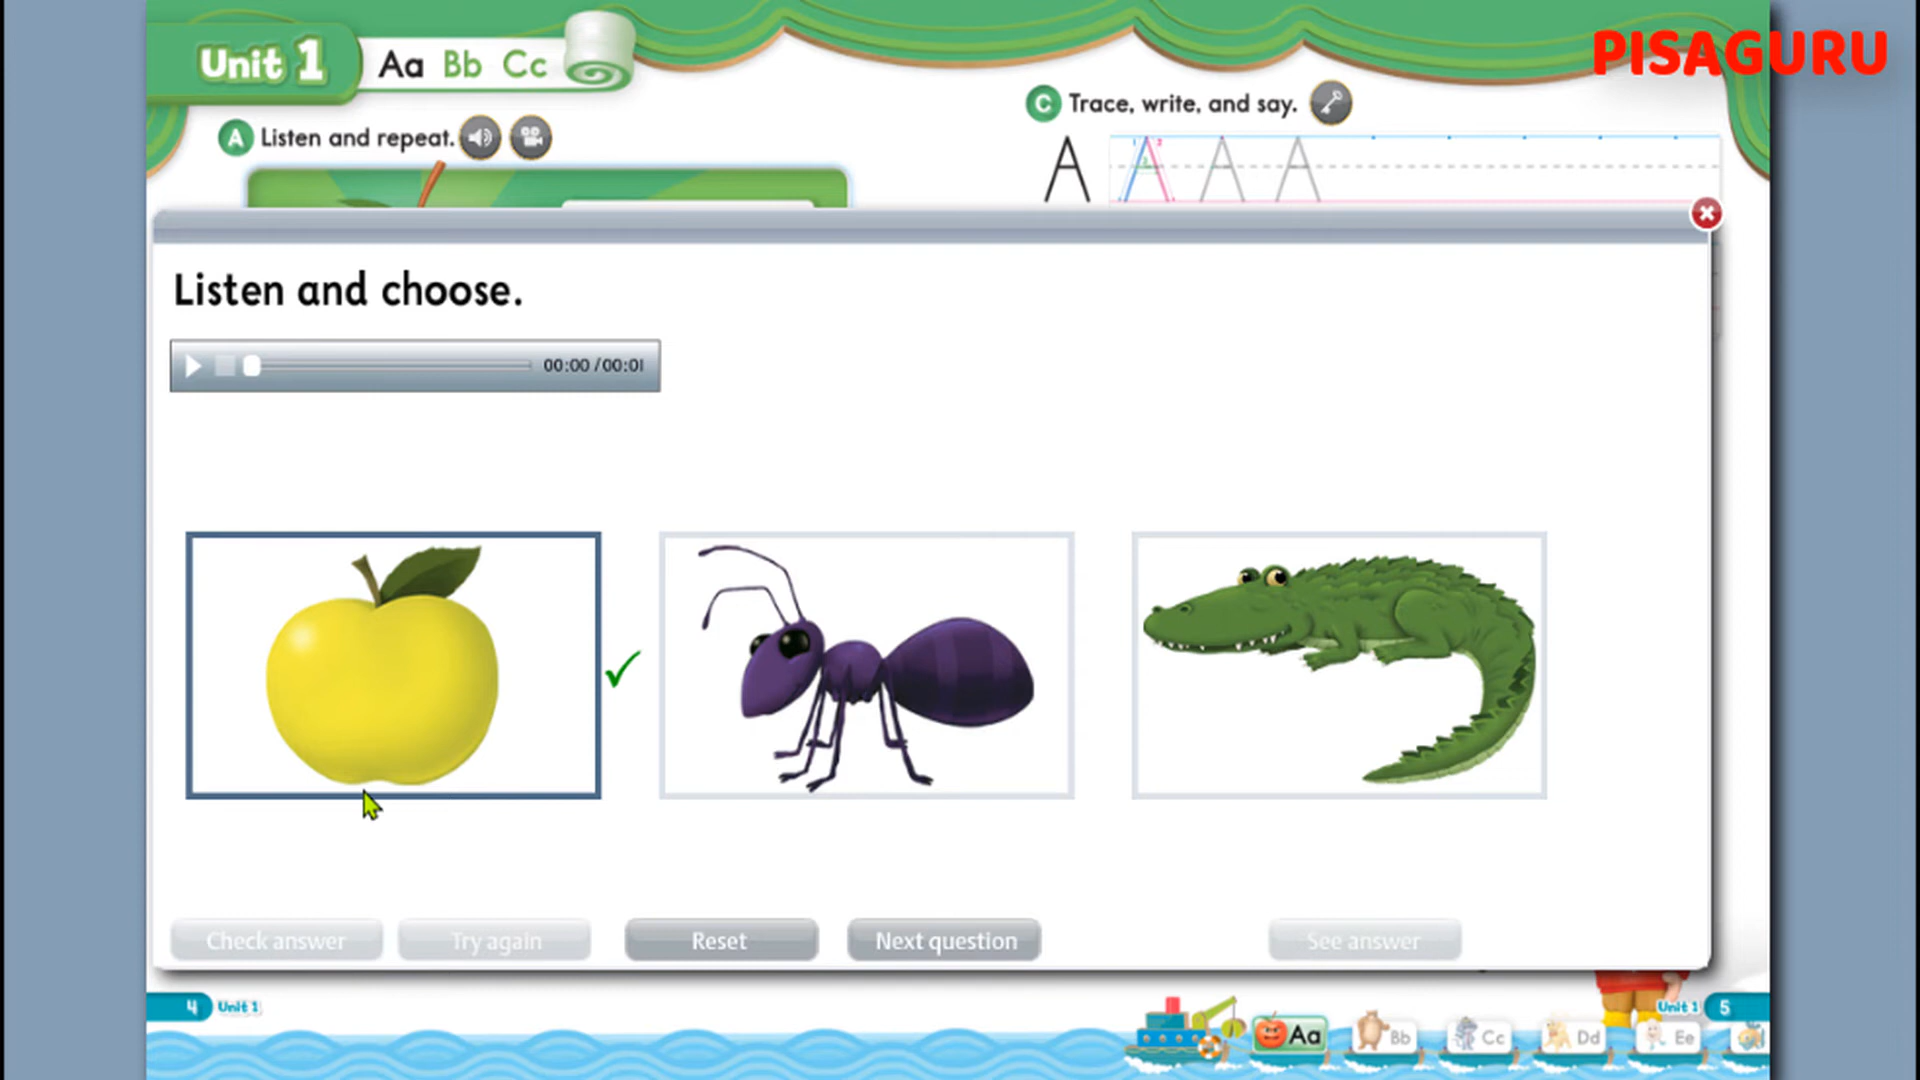 PISAGURU
Unit 1
Aa Bb Cc
A Listen and repeat.
C Trace, write, and say.
A A A A
Listen and choose.
00:00 /00:01
Check answer
Try again
Reset
Next question
See answer
4 Unit 1
Unit 1 5
Aa
Bb
Cc
Dd
Ee